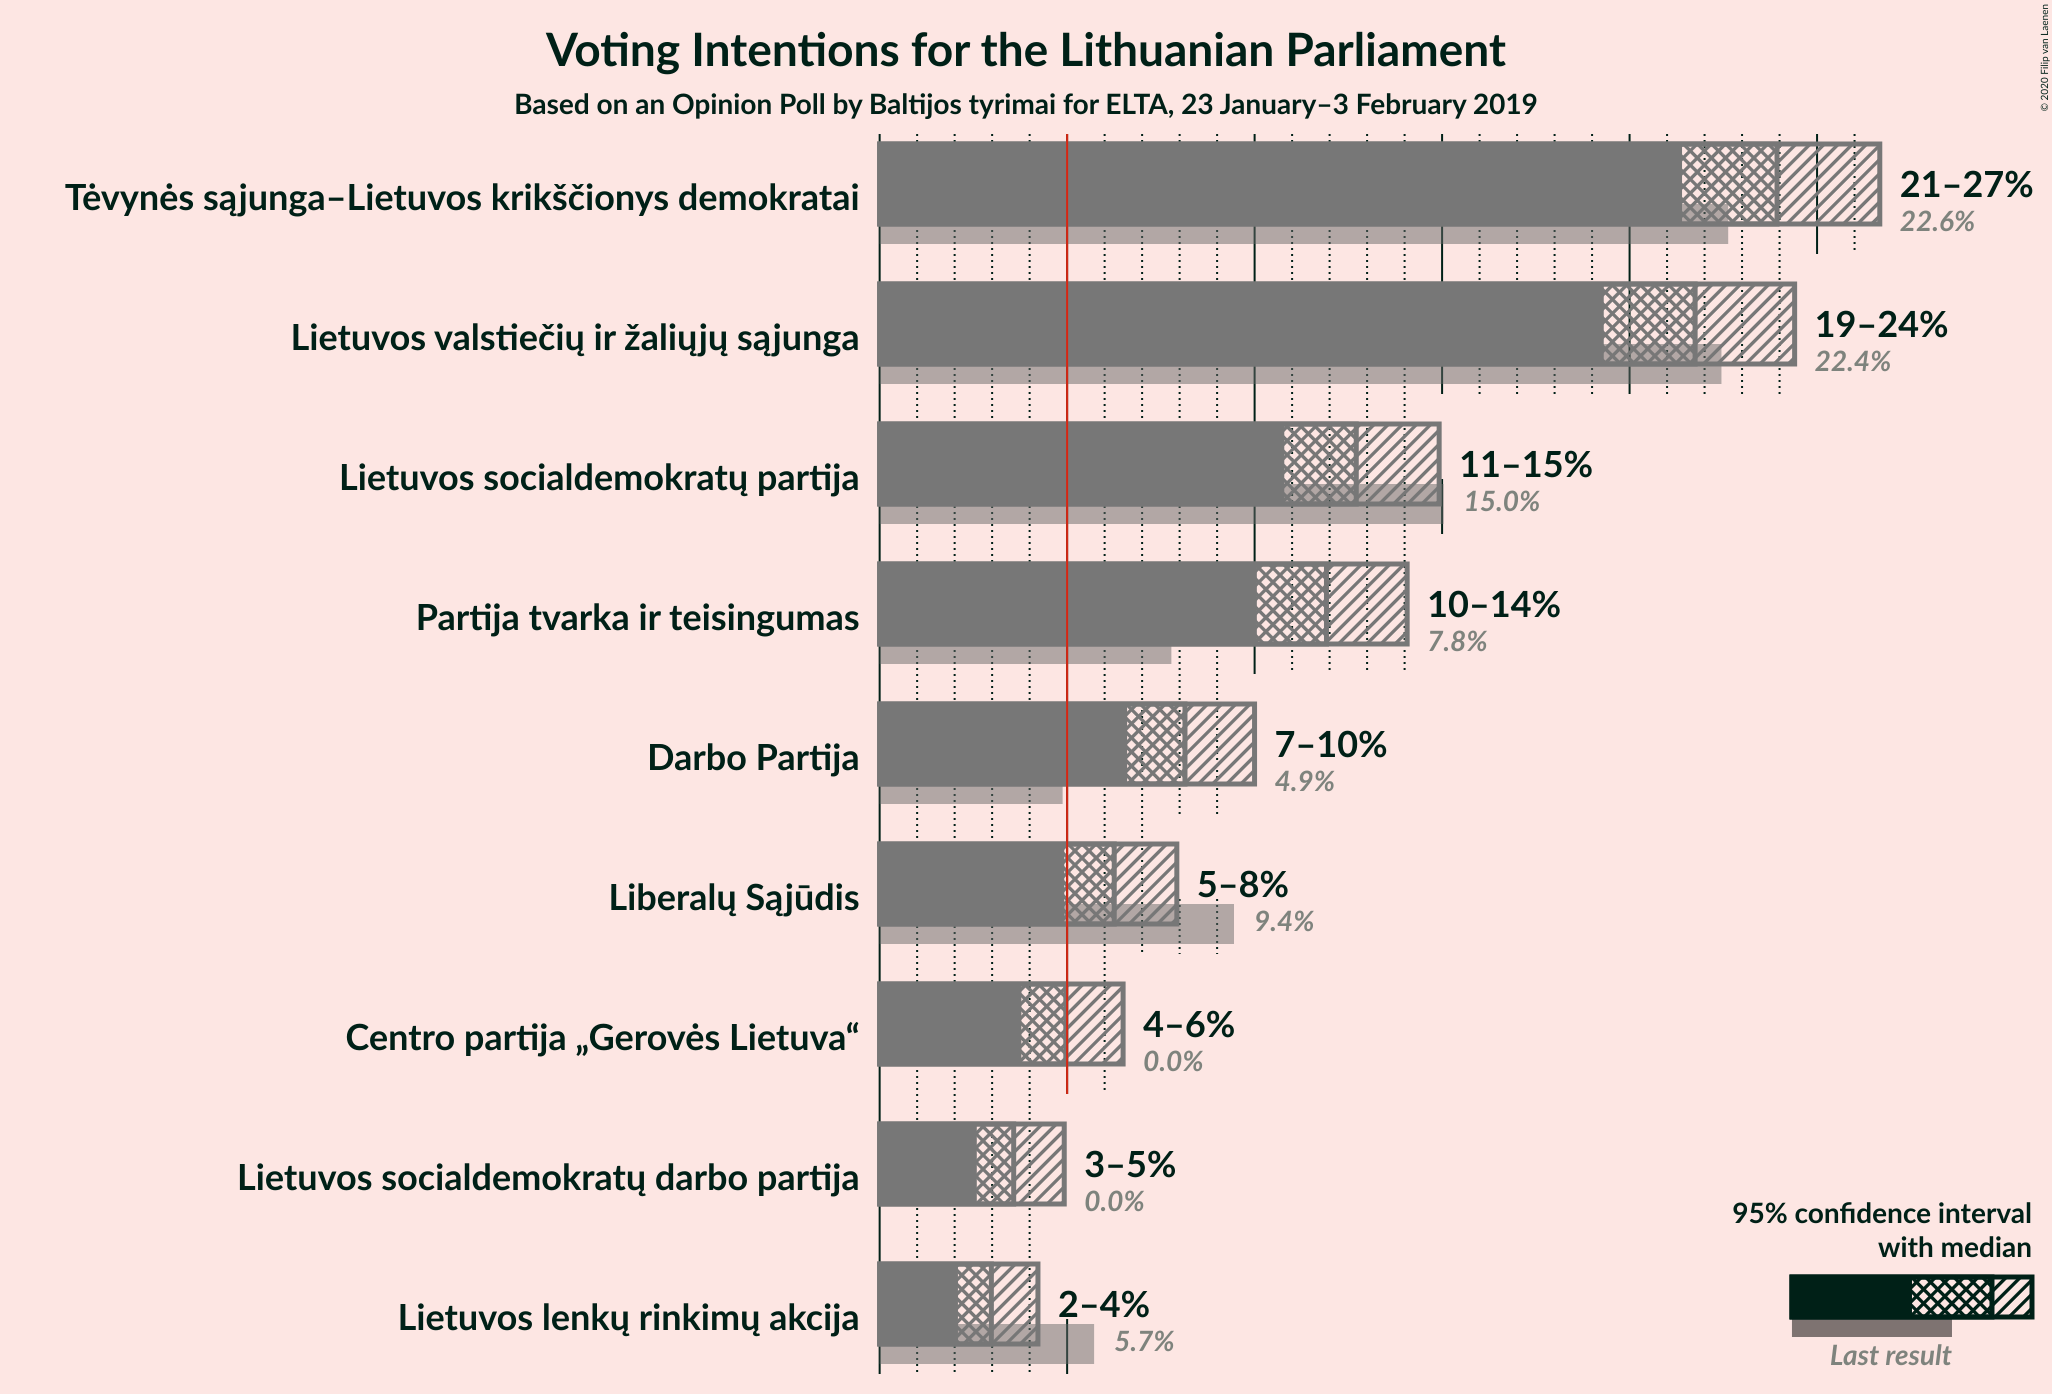 Voting Intentions for the Lithuanian Parliament
Based on an Opinion Poll by Baltijos tyrimai for ELTA, 23 January–3 February 2019
© 2020 Filip van Laenen
Tėvynės sąjunga–Lietuvos krikščionys demokratai
21–27%
22.6%
Lietuvos valstiečių ir žaliųjų sąjunga
19–24%
22.4%
Lietuvos socialdemokratų partija
11–15%
15.0%
Partija tvarka ir teisingumas
10–14%
7.8%
Darbo Partija
7–10%
4.9%
Liberalų Sąjūdis
5–8%
9.4%
Centro partija „Gerovės Lietuva“
4–6%
0.0%
Lietuvos socialdemokratų darbo partija
3–5%
0.0%
Lietuvos lenkų rinkimų akcija
2–4%
5.7%
95% confidence interval
with median
Last result